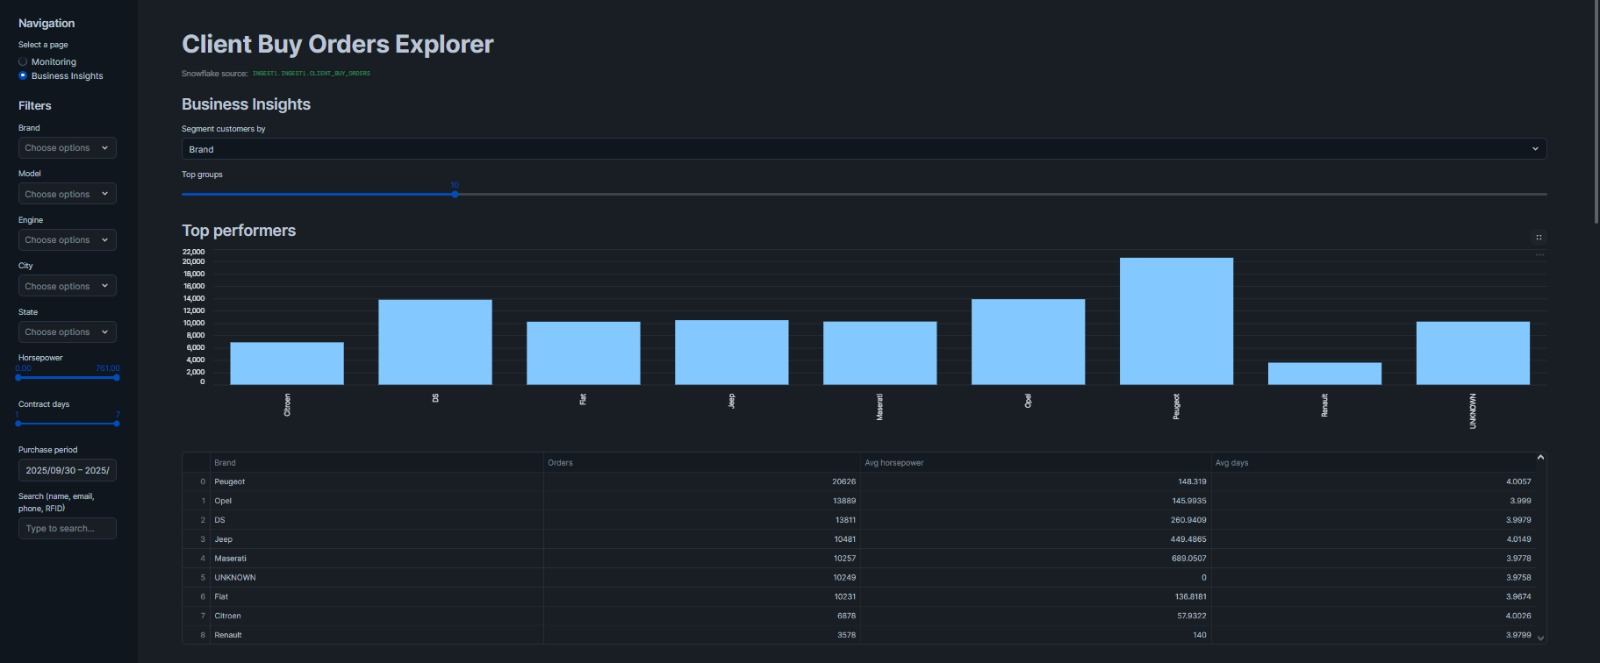 Navigation
Select a page
Monitoring
Business Insights
Filters
Brand
Choose options
Model
Choose options
Engine
Choose options
City
Choose options
State
Choose options
Horsepower
0.00 761.00
Contract days
1 7
Purchase period
2025/09/30 – 2025/
Search (name, email,
phone, RFID)
Type to search...
Client Buy Orders Explorer
Snowflake source: INGEST1.INGEST1.CLIENT_BUY_ORDERS
Business Insights
Segment customers by
Brand
Top groups
10
Top performers
22,000
20,000
18,000
16,000
14,000
12,000
10,000
8,000
6,000
4,000
2,000
0
Citroen DS Fiat Jeep Maserati Opel Peugeot Renault UNKNOWN
Brand Orders Avg horsepower Avg days
0 Peugeot 20626 148.319 4.0057
1 Opel 13889 145.9935 3.999
2 DS 13811 260.9409 3.9979
3 Jeep 10481 449.4865 4.0149
4 Maserati 10257 689.0507 3.9778
5 UNKNOWN 10249 0 3.9758
6 Fiat 10231 136.8181 3.9674
7 Citroen 6878 57.9322 4.0026
8 Renault 3578 140 3.9799